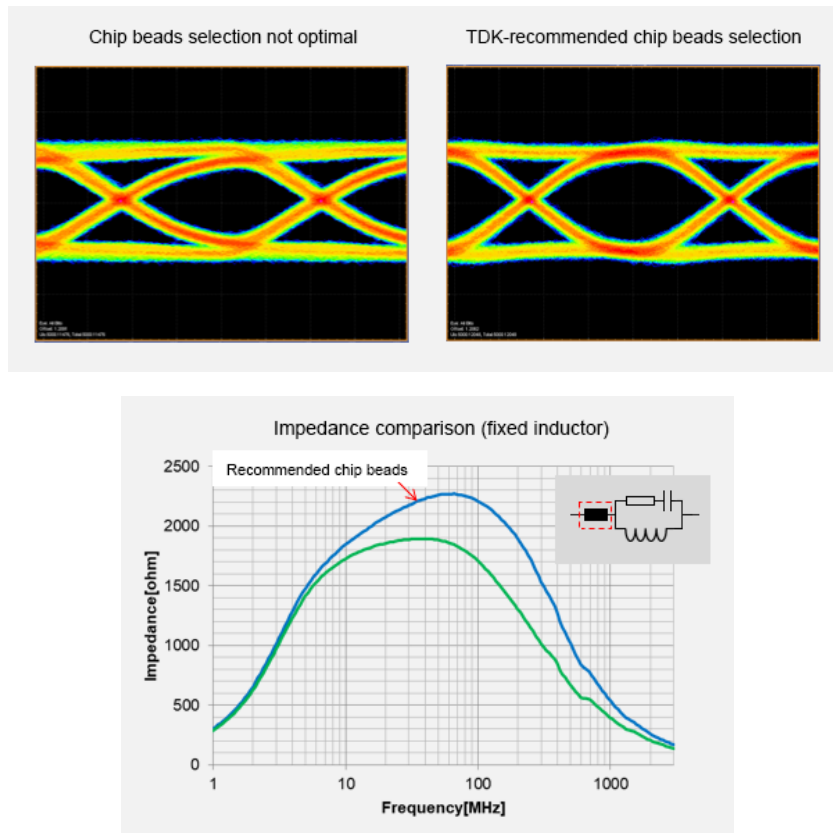 Chip beads selection not optimal
TDK-recommended chip beads selection
Impedance comparison (fixed inductor)
Recommended chip beads
2500
2000
1500
1000
500
0
Impedance[ohm]
1
10
100
1000
Frequency[MHz]